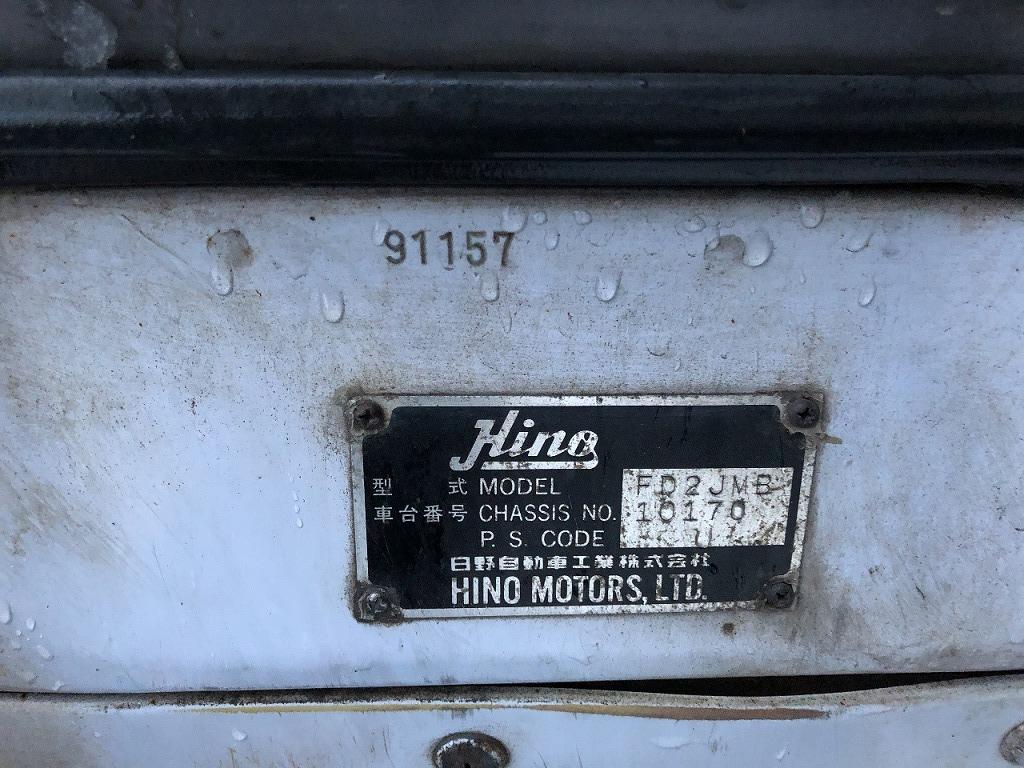 91157
Hino
型 式 MODEL FD2JMB
車台番号 CHASSIS NO. 10170
P. S. CODE
日野自動車工業株式会社
HINO MOTORS, LTD.